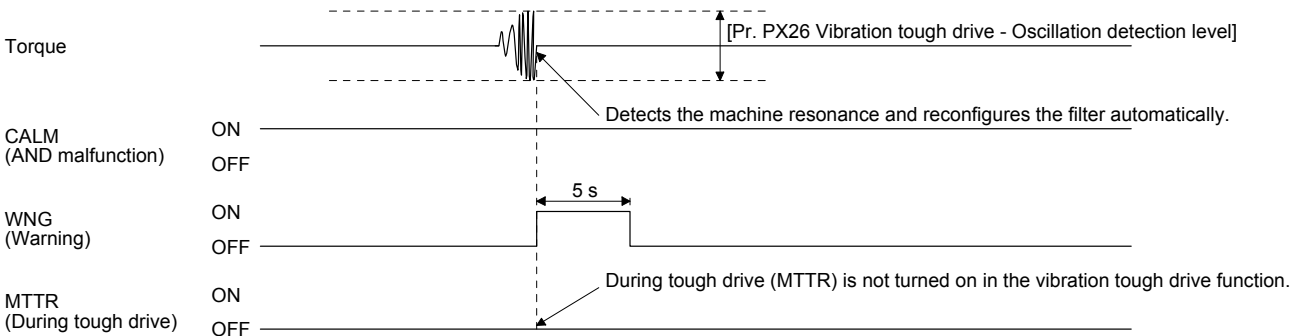 [Pr. PX26 Vibration tough drive - Oscillation detection level]
Torque
Detects the machine resonance and reconfigures the filter automatically.
CALM
(AND malfunction)
ON
OFF
5 s
WNG
(Warning)
ON
OFF
During tough drive (MTTR) is not turned on in the vibration tough drive function.
MTTR
(During tough drive)
ON
OFF